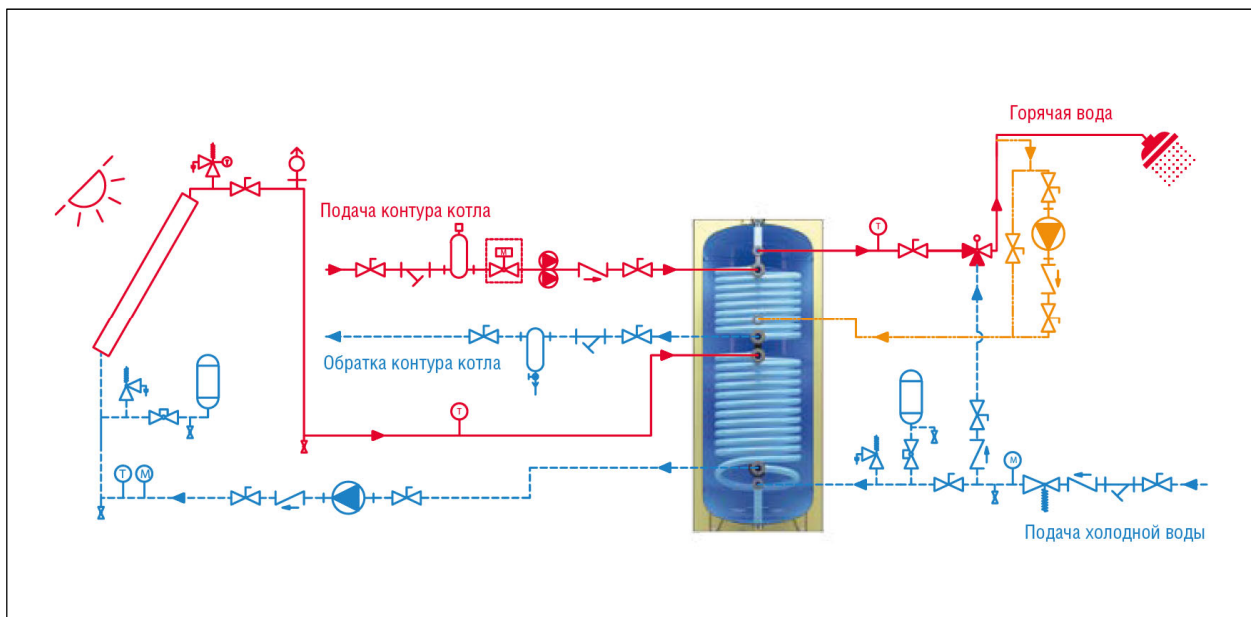 Горячая вода
T
Подача контура котла
T
M
Обратка контура котла
T
T M
M
Подача холодной воды